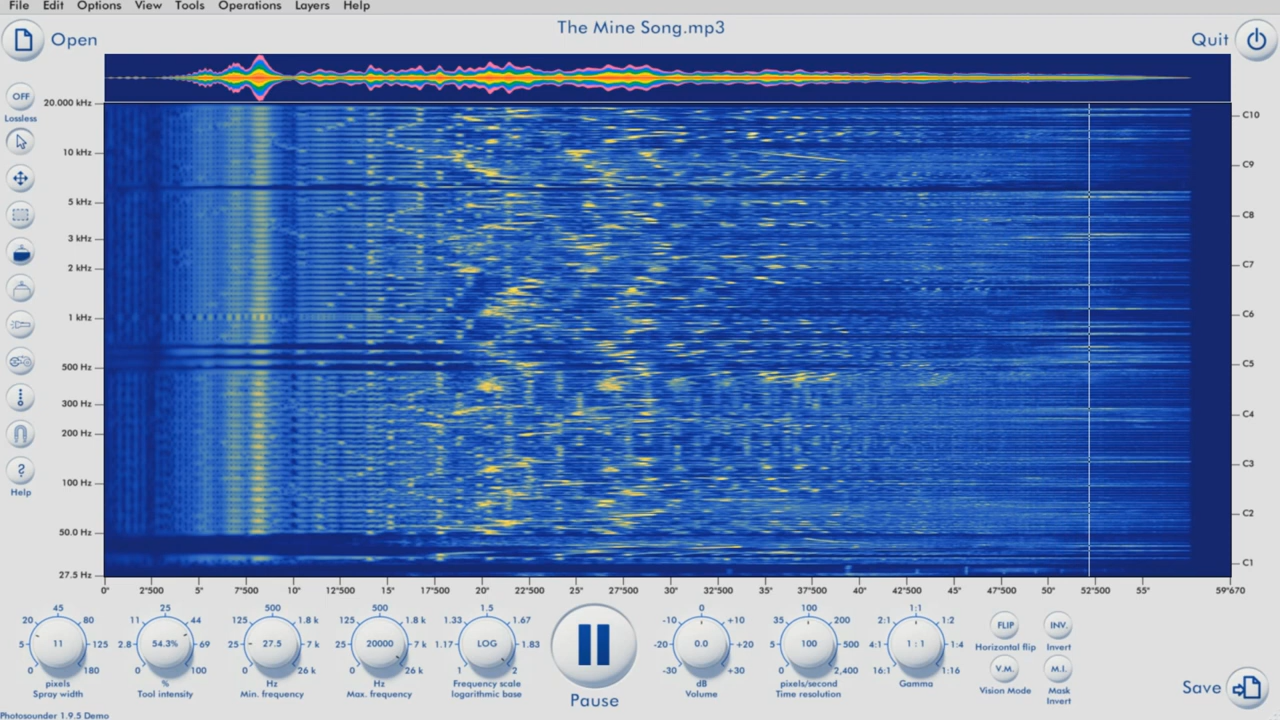 File Edit Options View Tools Operations Layers Help
The Mine Song.mp3
Open
Quit
OFF
Lossless
Help
20.000 kHz
10 kHz
5 kHz
3 kHz
2 kHz
1 kHz
500 Hz
300 Hz
200 Hz
100 Hz
50.0 Hz
27.5 Hz
C10
C9
C8
C7
C6
C5
C4
C3
C2
C1
0" 2"500 5" 7"500 10" 12"500 15" 17"500 20" 22"500 25" 27"500 30" 32"500 35" 37"500 40" 42"500 45" 47"500 50" 52"500 55" 59"670
45
20 80
5 11 125
0 180
pixels
Spray width
25
11 44
2.8 54.3% 69
0 100
%
Tool intensity
500
125 1.8 k
25 27.5 7 k
0 26 k
Hz
Min. frequency
500
125 1.8 k
25 20000 7 k
0 26 k
Hz
Max. frequency
1.5
1.33 1.67
1.17 LOG 1.83
1 2
Frequency scale
logarithmic base
Pause
0
-10 +10
-20 0.0 +20
-30 +30
dB
Volume
100
35 200
5 100 500
0 2,400
pixels/second
Time resolution
1:1
2:1 1:2
4:1 1 : 1 1:4
16:1 1:16
Gamma
FLIP
Horizontal flip
INV.
Invert
V.M.
Vision Mode
M.I.
Mask
Invert
Save
Photosounder 1.9.5 Demo